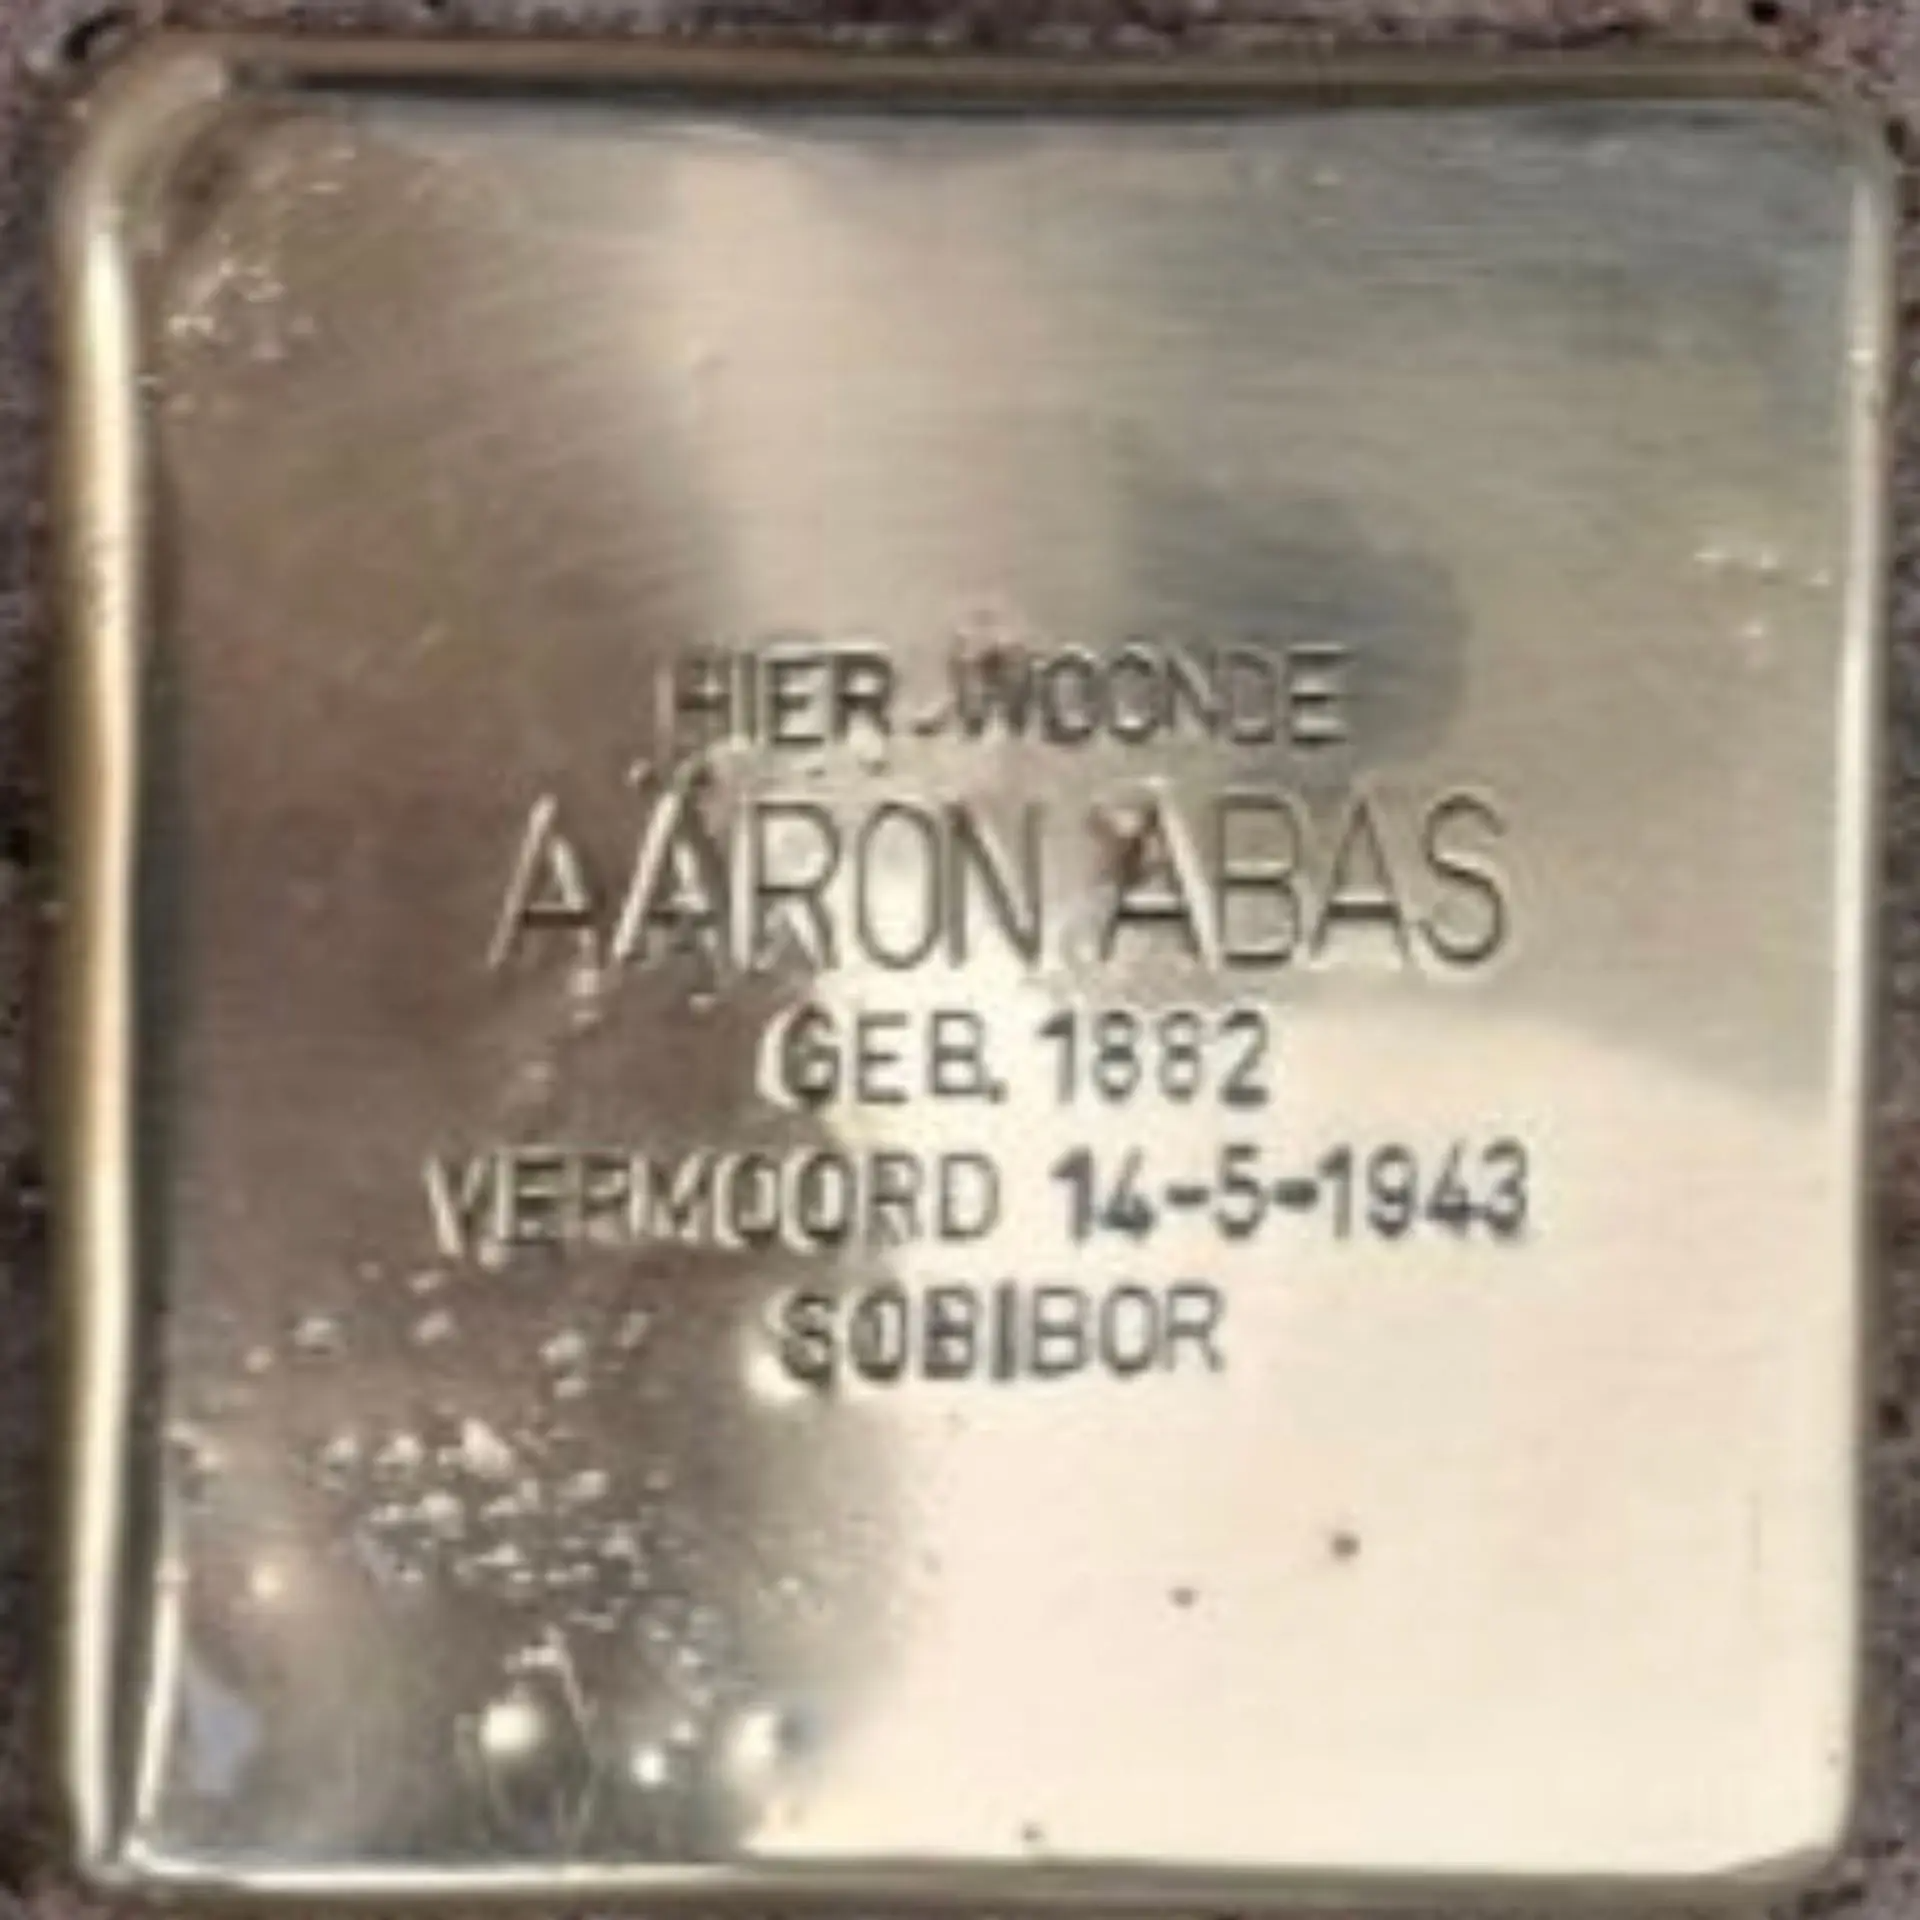 HIER WOONDE
AÄRON ABAS
GEB. 1882
VERMOORD 14-5-1943
SOBIBOR